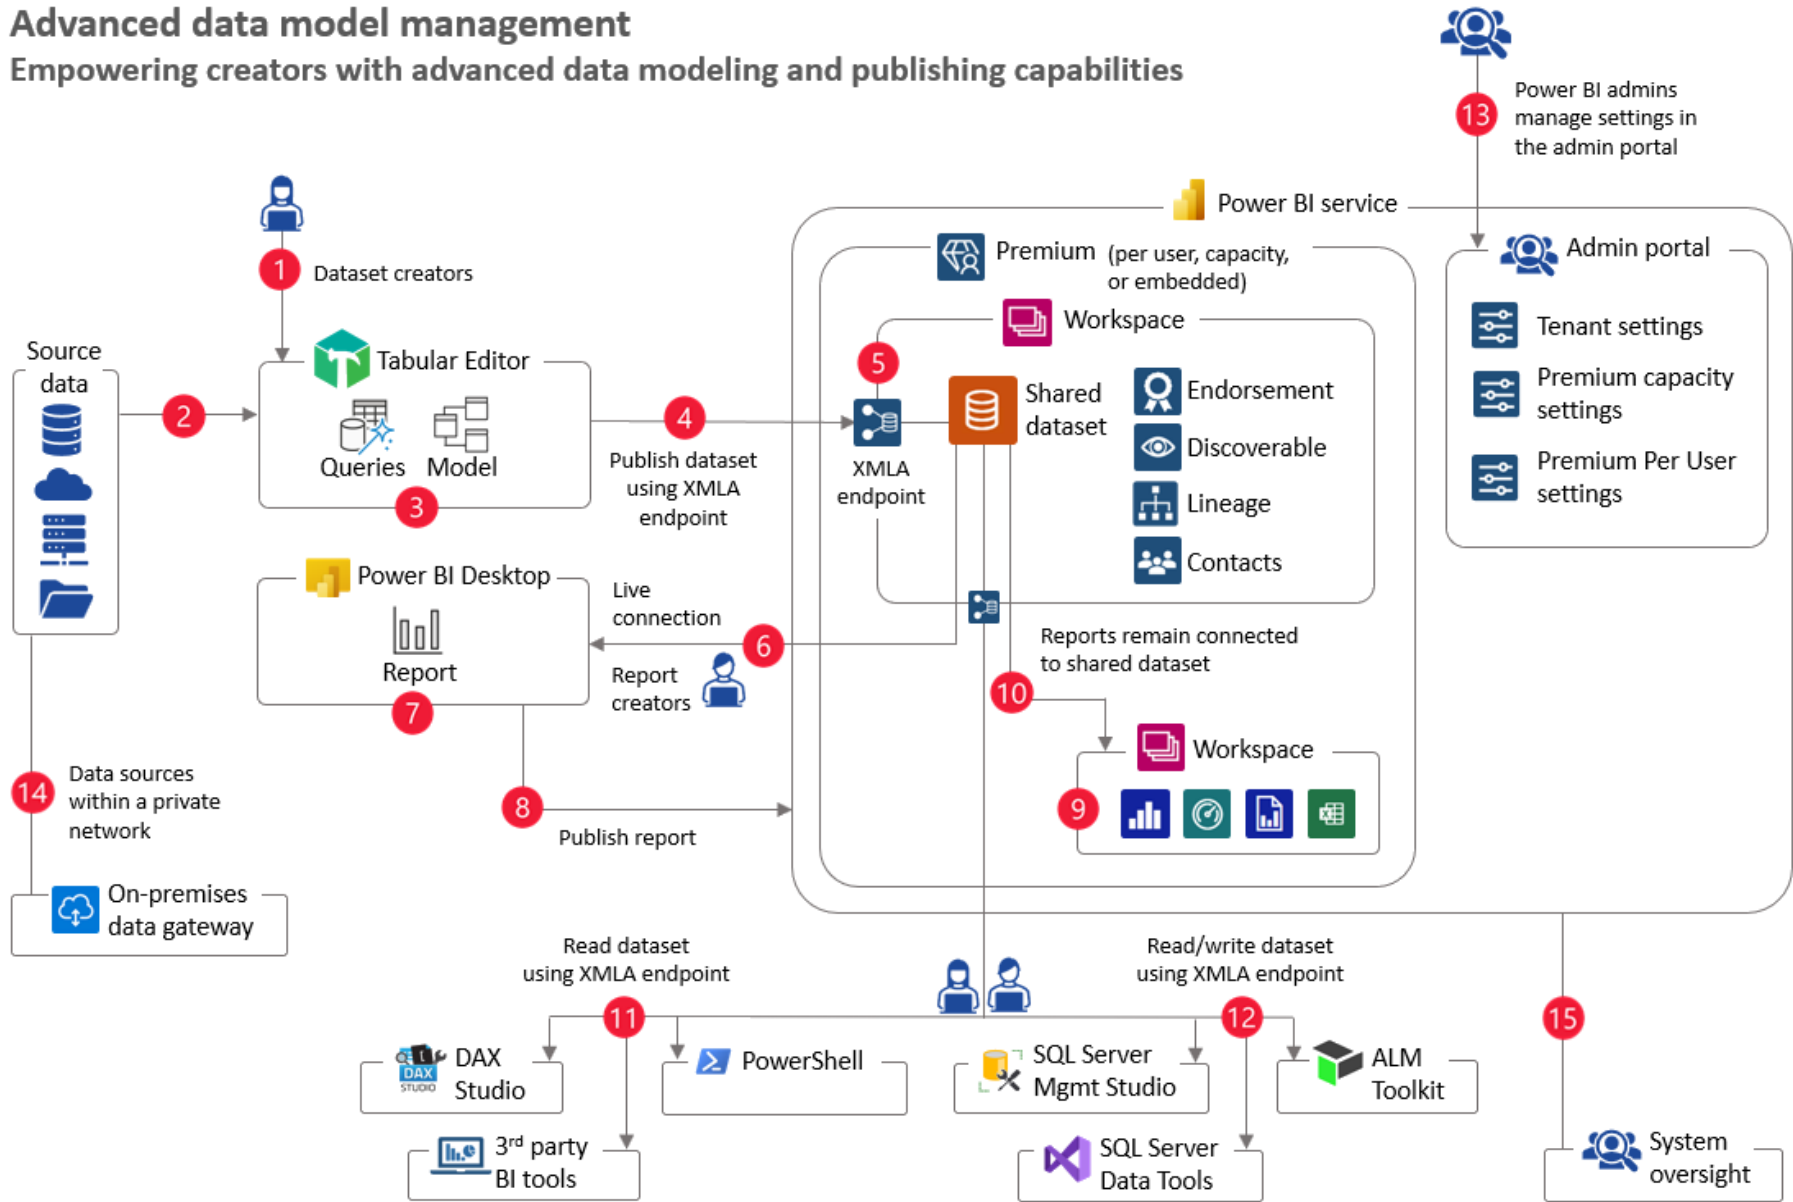 Advanced data model management
Empowering creators with advanced data modeling and publishing capabilities
13
Power BI admins
manage settings in
the admin portal
1
Dataset creators
Power BI service
Premium (per user, capacity,
or embedded)
Admin portal
Tenant settings
Premium capacity
settings
Premium Per User
settings
Source
data
2
Tabular Editor
Queries
Model
3
4
Publish dataset
using XMLA
endpoint
5
Workspace
XMLA
endpoint
Shared
dataset
Endorsement
Discoverable
Lineage
Contacts
Power BI Desktop
Report
7
Live
connection
6
Report
creators
Reports remain connected
to shared dataset
10
Workspace
9
8
Publish report
14
Data sources
within a private
network
On-premises
data gateway
Read dataset
using XMLA endpoint
11
Read/write dataset
using XMLA endpoint
12
15
DAX
STUDIO
DAX
Studio
PowerShell
SQL Server
Mgmt Studio
ALM
Toolkit
3rd party
BI tools
SQL Server
Data Tools
System
oversight